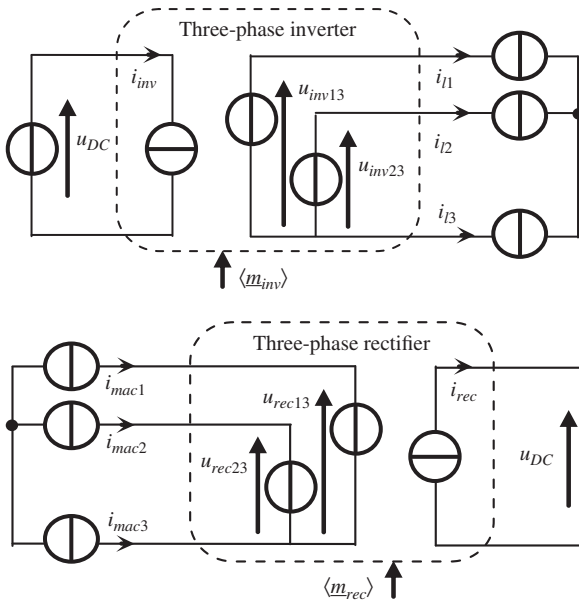 Three-phase inverter
i_inv
u_DC
u_inv13
u_inv23
i_l1
i_l2
i_l3
⟨m_inv⟩
Three-phase rectifier
i_mac1
i_mac2
i_mac3
u_rec13
u_rec23
i_rec
u_DC
⟨m_rec⟩